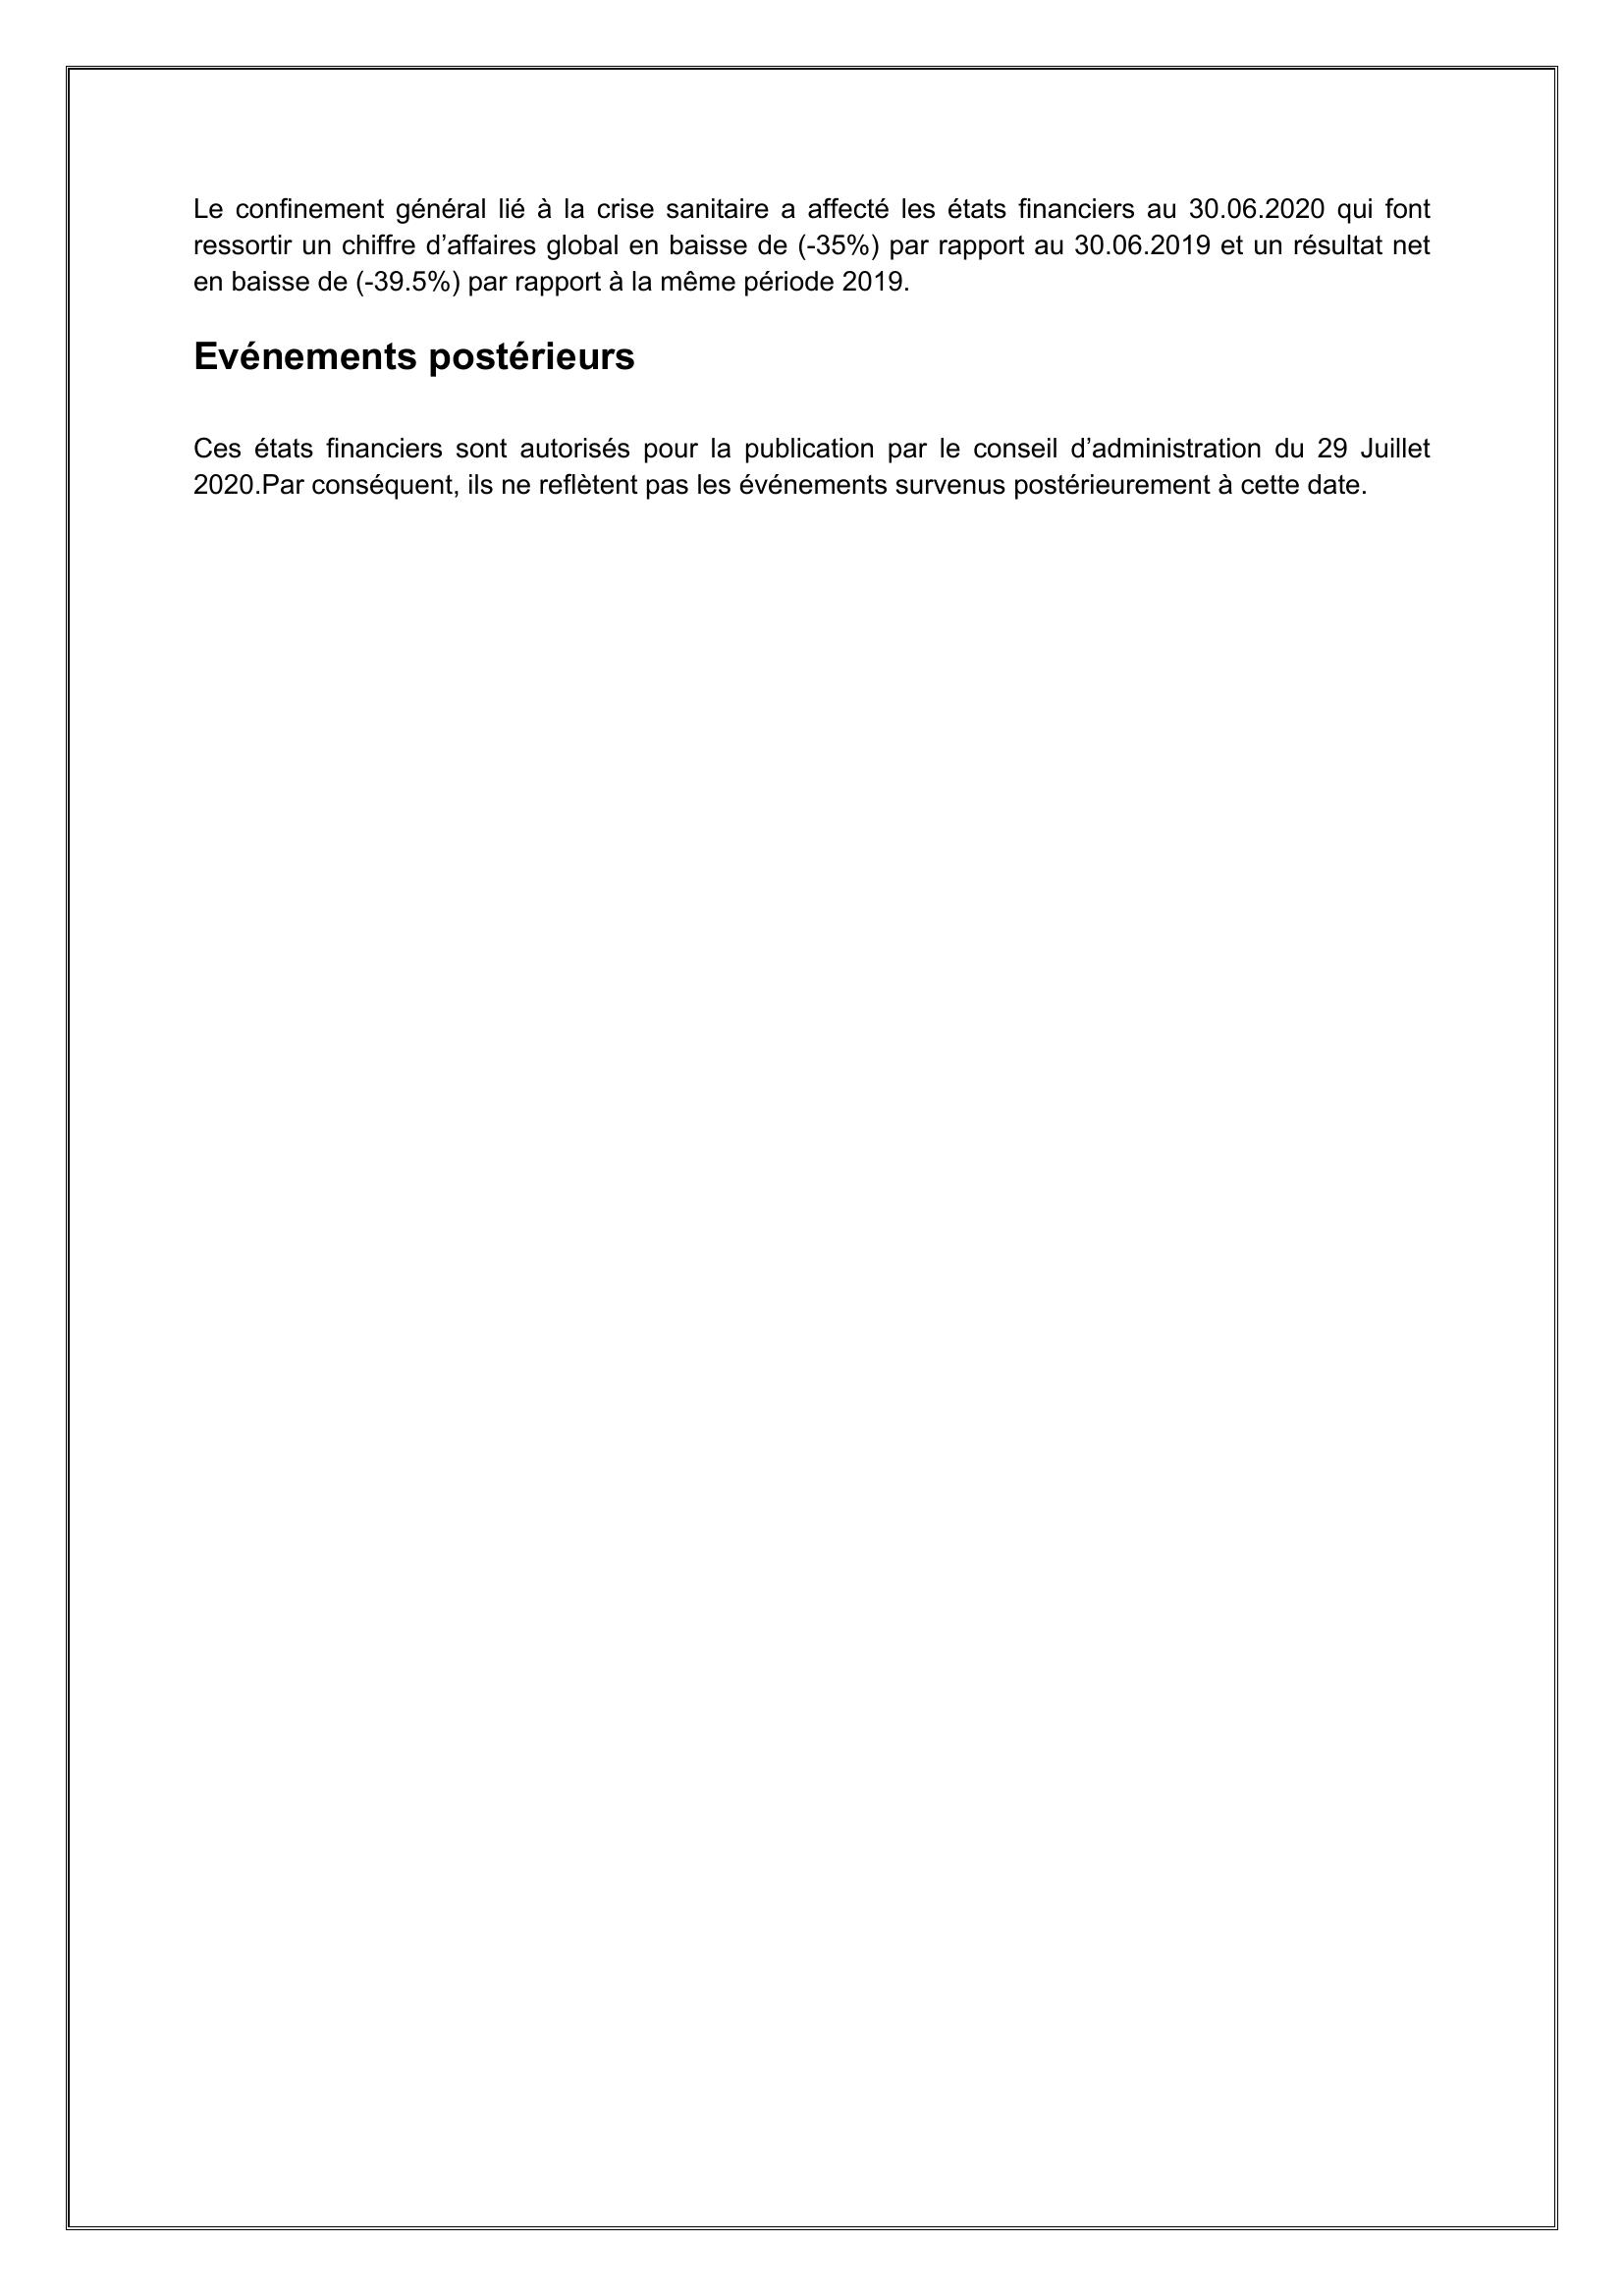 Le confinement général lié à la crise sanitaire a affecté les états financiers au 30.06.2020 qui font
ressortir un chiffre d’affaires global en baisse de (-35%) par rapport au 30.06.2019 et un résultat net
en baisse de (-39.5%) par rapport à la même période 2019.
Evénements postérieurs
Ces états financiers sont autorisés pour la publication par le conseil d’administration du 29 Juillet
2020.Par conséquent, ils ne reflètent pas les événements survenus postérieurement à cette date.